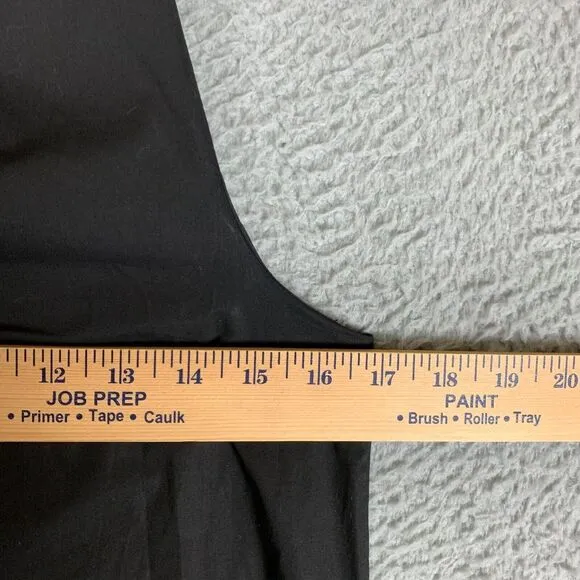 12 13 14 15 16 17 18 19 20
JOB PREP PAINT
• Primer • Tape • Caulk • Brush • Roller • Tray